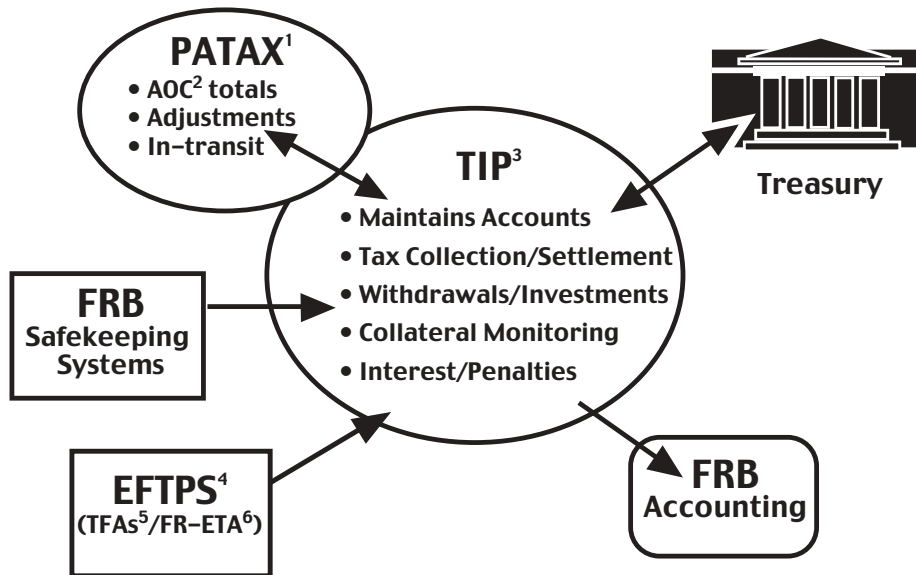 PATAX¹
• AOC² totals
• Adjustments
• In-transit
TIP³
• Maintains Accounts
• Tax Collection/Settlement
• Withdrawals/Investments
• Collateral Monitoring
• Interest/Penalties
Treasury
FRB
Safekeeping
Systems
EFTPS⁴
(TFAs⁵/FR-ETA⁶)
FRB
Accounting